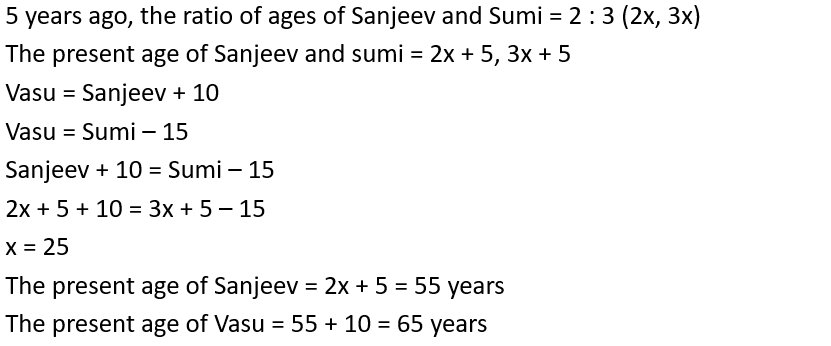 5 years ago, the ratio of ages of Sanjeev and Sumi = 2 : 3 (2x, 3x)
The present age of Sanjeev and sumi = 2x + 5, 3x + 5
Vasu = Sanjeev + 10
Vasu = Sumi – 15
Sanjeev + 10 = Sumi – 15
2x + 5 + 10 = 3x + 5 – 15
x = 25
The present age of Sanjeev = 2x + 5 = 55 years
The present age of Vasu = 55 + 10 = 65 years